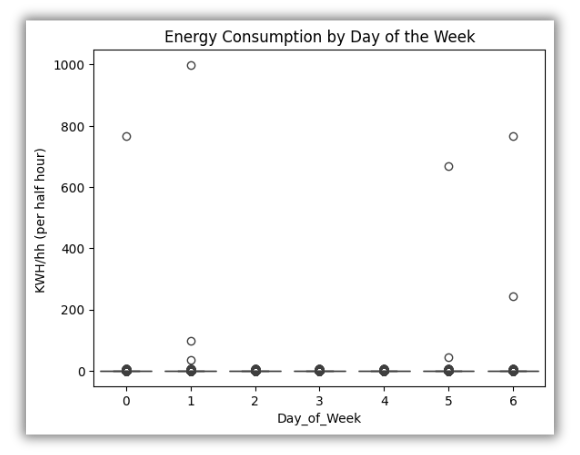 Energy Consumption by Day of the Week
1000
800
600
400
200
0
KWH/hh (per half hour)
0 1 2 3 4 5 6
Day_of_Week